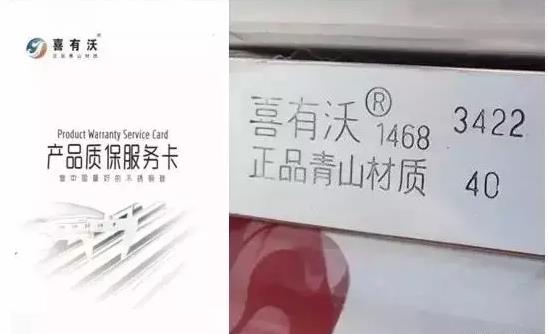 喜有沃®
正品青山材质
Product Warranty Service Card
产品质保服务卡
喜有沃® 1468 3422
正品青山材质 40